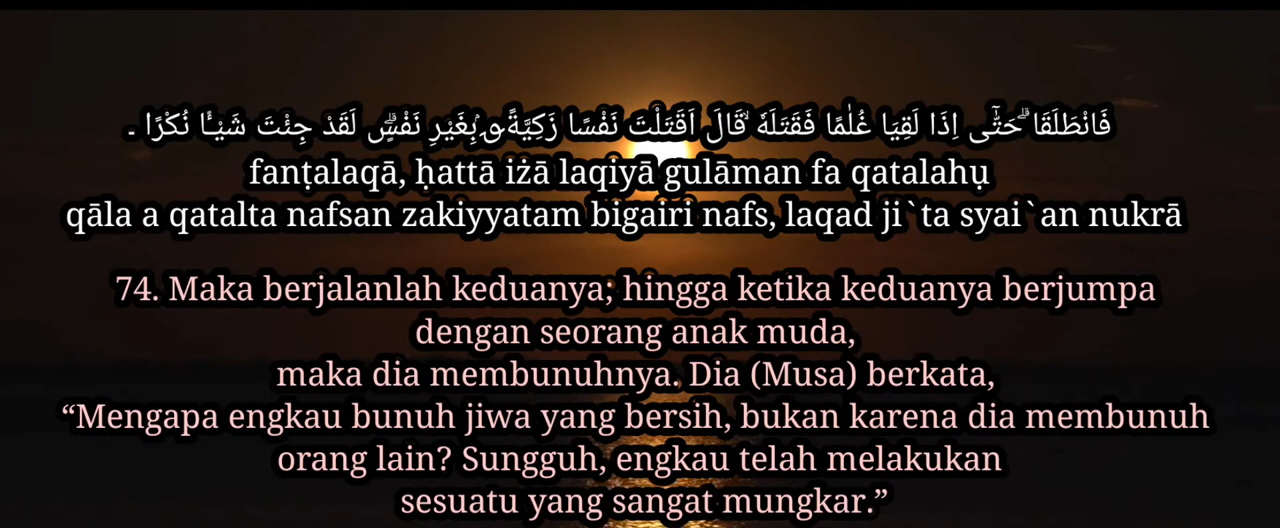 فَانْطَلَقَا ۗحَتّٰٓى اِذَا لَقِيَا غُلٰمًا فَقَتَلَهٗ ۙقَالَ اَقَتَلْتَ نَفْسًا زَكِيَّةً ۢبِغَيْرِ نَفْسٍۗ لَقَدْ جِئْتَ شَيْـًٔا نُكْرًا ۔
fanṭalaqā, ḥattā iżā laqiyā gulāman fa qatalahụ
qāla a qatalta nafsan zakiyyatam bigairi nafs, laqad ji`ta syai`an nukrā
74. Maka berjalanlah keduanya; hingga ketika keduanya berjumpa
dengan seorang anak muda,
maka dia membunuhnya. Dia (Musa) berkata,
“Mengapa engkau bunuh jiwa yang bersih, bukan karena dia membunuh
orang lain? Sungguh, engkau telah melakukan
sesuatu yang sangat mungkar.”